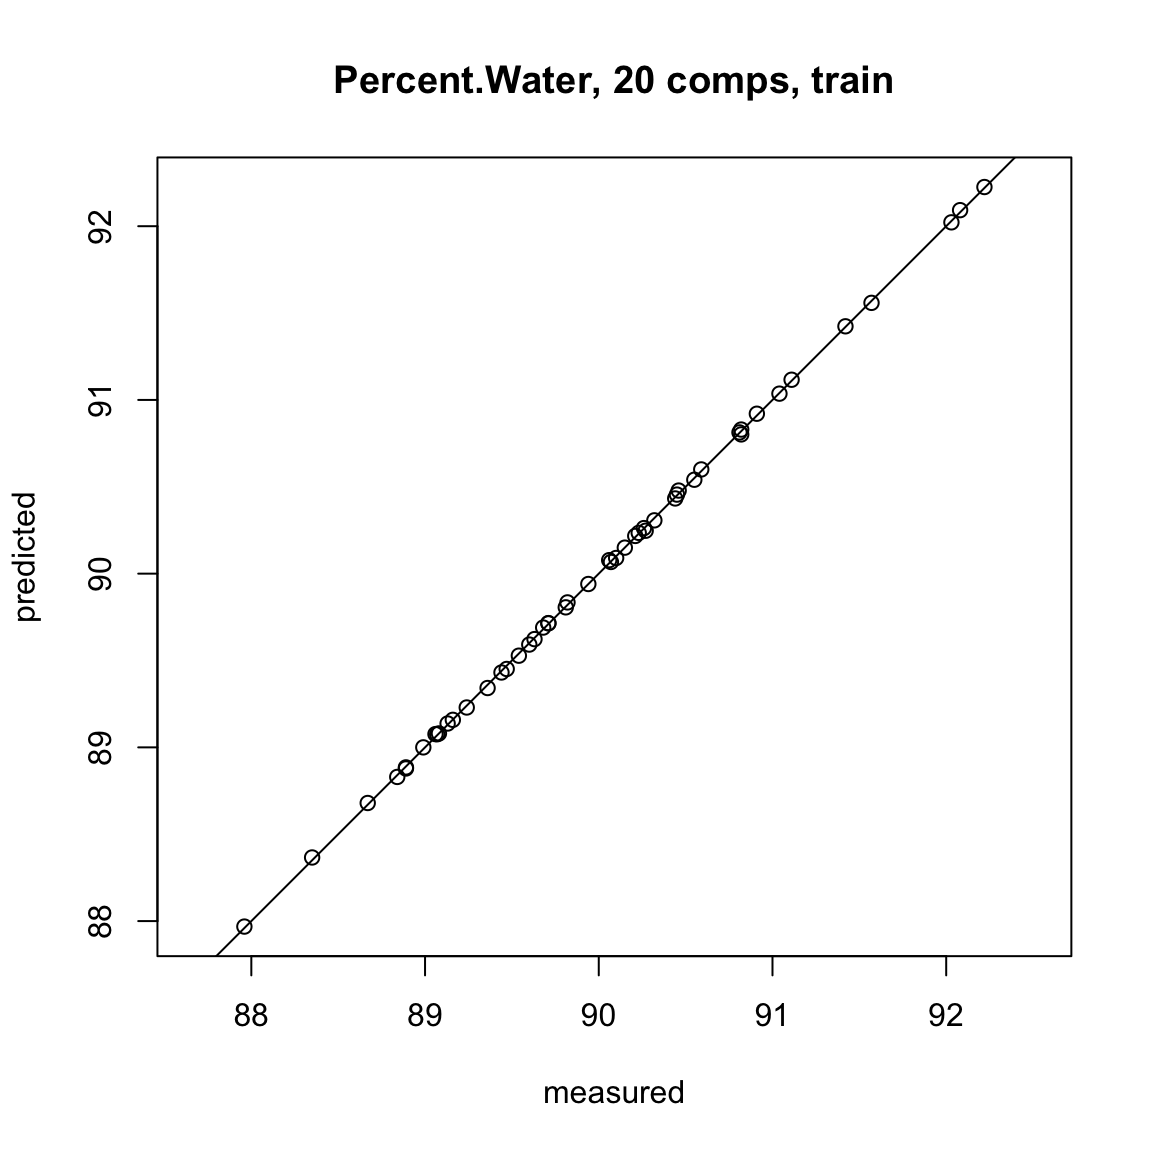 Percent.Water, 20 comps, train
predicted
92
91
90
89
88
88 89 90 91 92
measured